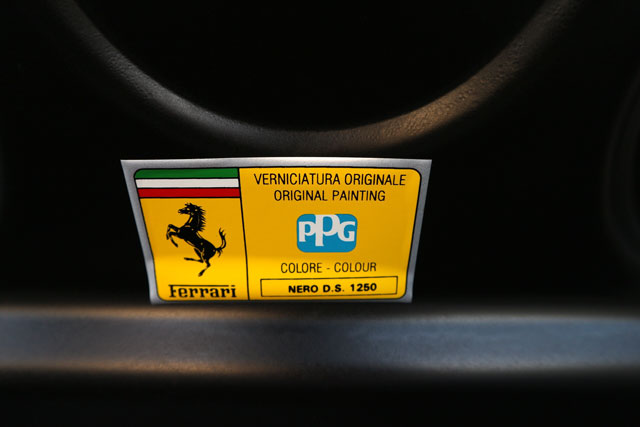 VERNICIATURA ORIGINALE
ORIGINAL PAINTING
PPG
COLORE - COLOUR
NERO D.S. 1250
Ferrari